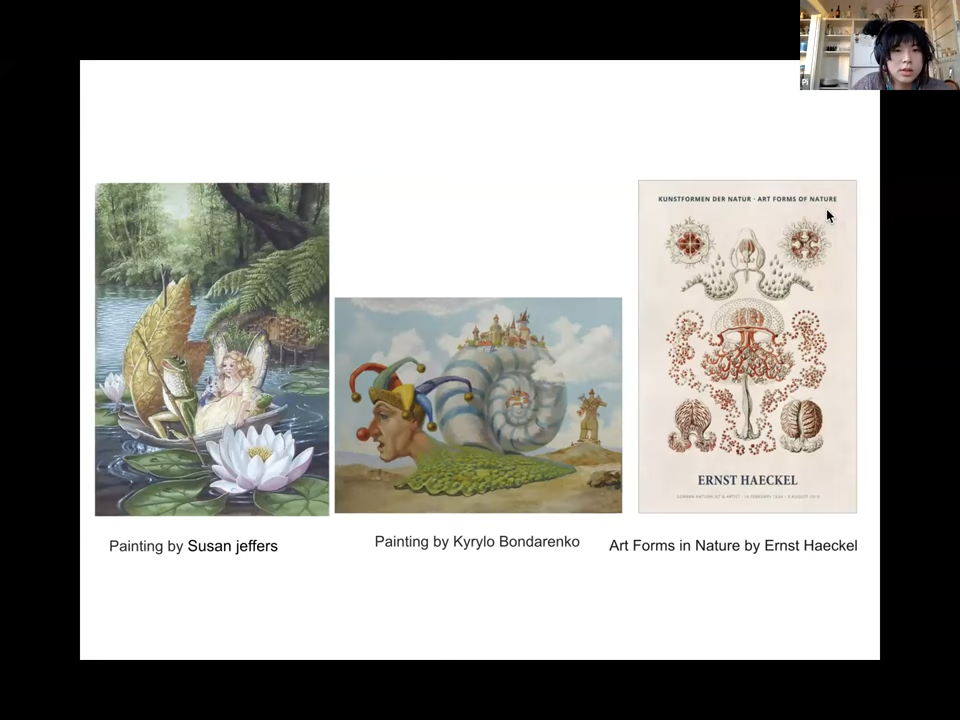 KUNSTFORMEN DER NATUR · ART FORMS OF NATURE
ERNST HAECKEL
Painting by Susan jeffers
Painting by Kyrylo Bondarenko
Art Forms in Nature by Ernst Haeckel